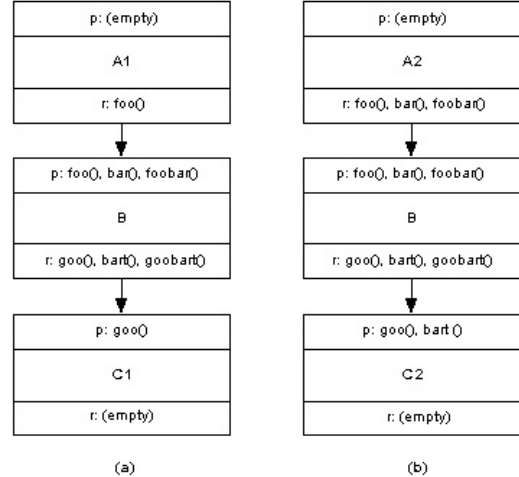 p: (empty)
A1
r: foo()
p: foo(), bar(), foobar()
B
r: goo(), bart(), goobart()
p: goo()
C1
r: (empty)
(a)
p: (empty)
A2
r: foo(), bar(), foobar()
p: foo(), bar(), foobar()
B
r: goo(), bart(), goobart()
p: goo(), bart ()
C2
r: (empty)
(b)